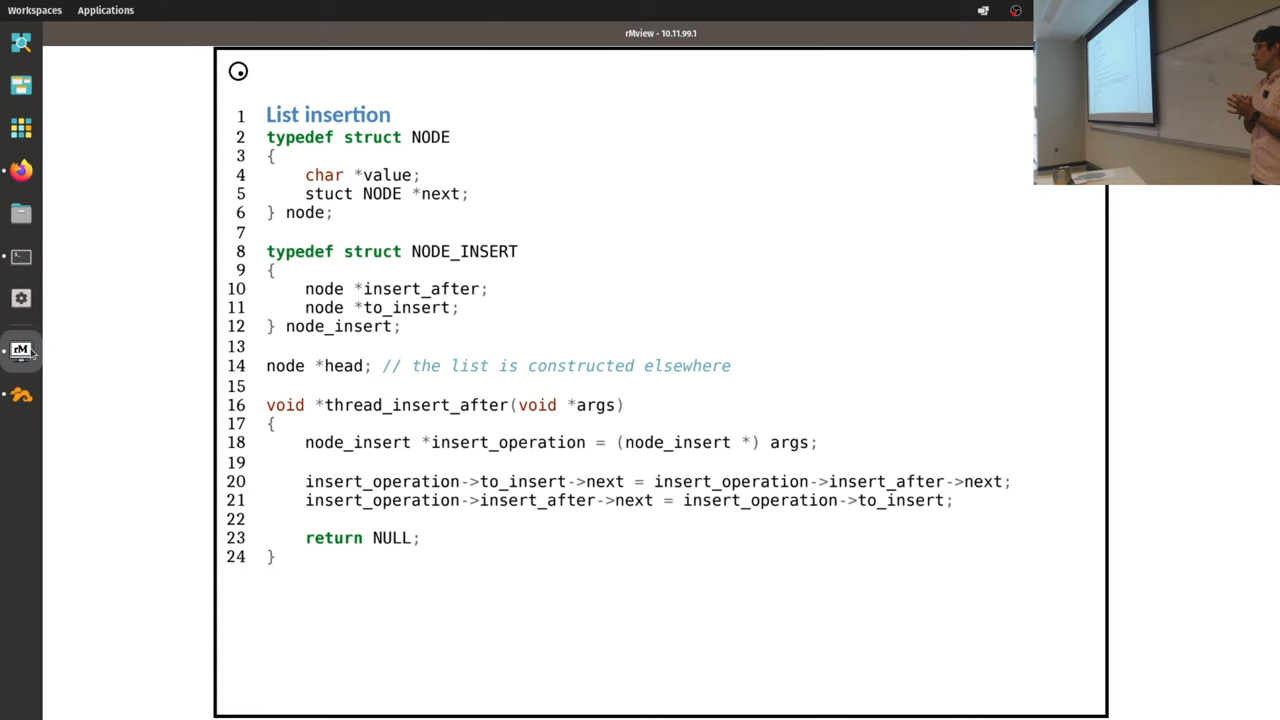 Workspaces Applications
rMview - 10.11.99.1
1 List insertion
2 typedef struct NODE
3 {
4 char *value;
5 stuct NODE *next;
6 } node;
7
8 typedef struct NODE_INSERT
9 {
10 node *insert_after;
11 node *to_insert;
12 } node_insert;
13
14 node *head; // the list is constructed elsewhere
15
16 void *thread_insert_after(void *args)
17 {
18 node_insert *insert_operation = (node_insert *) args;
19
20 insert_operation->to_insert->next = insert_operation->insert_after->next;
21 insert_operation->insert_after->next = insert_operation->to_insert;
22
23 return NULL;
24 }
rM